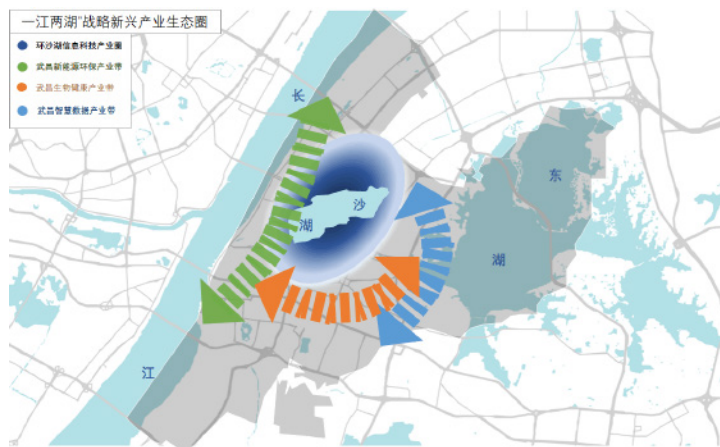 一江两湖"战略新兴产业生态圈
环沙湖信息科技产业圈
武昌新能源环保产业带
武昌生物健康产业带
武昌智慧数据产业带
长
江
沙
湖
东
湖